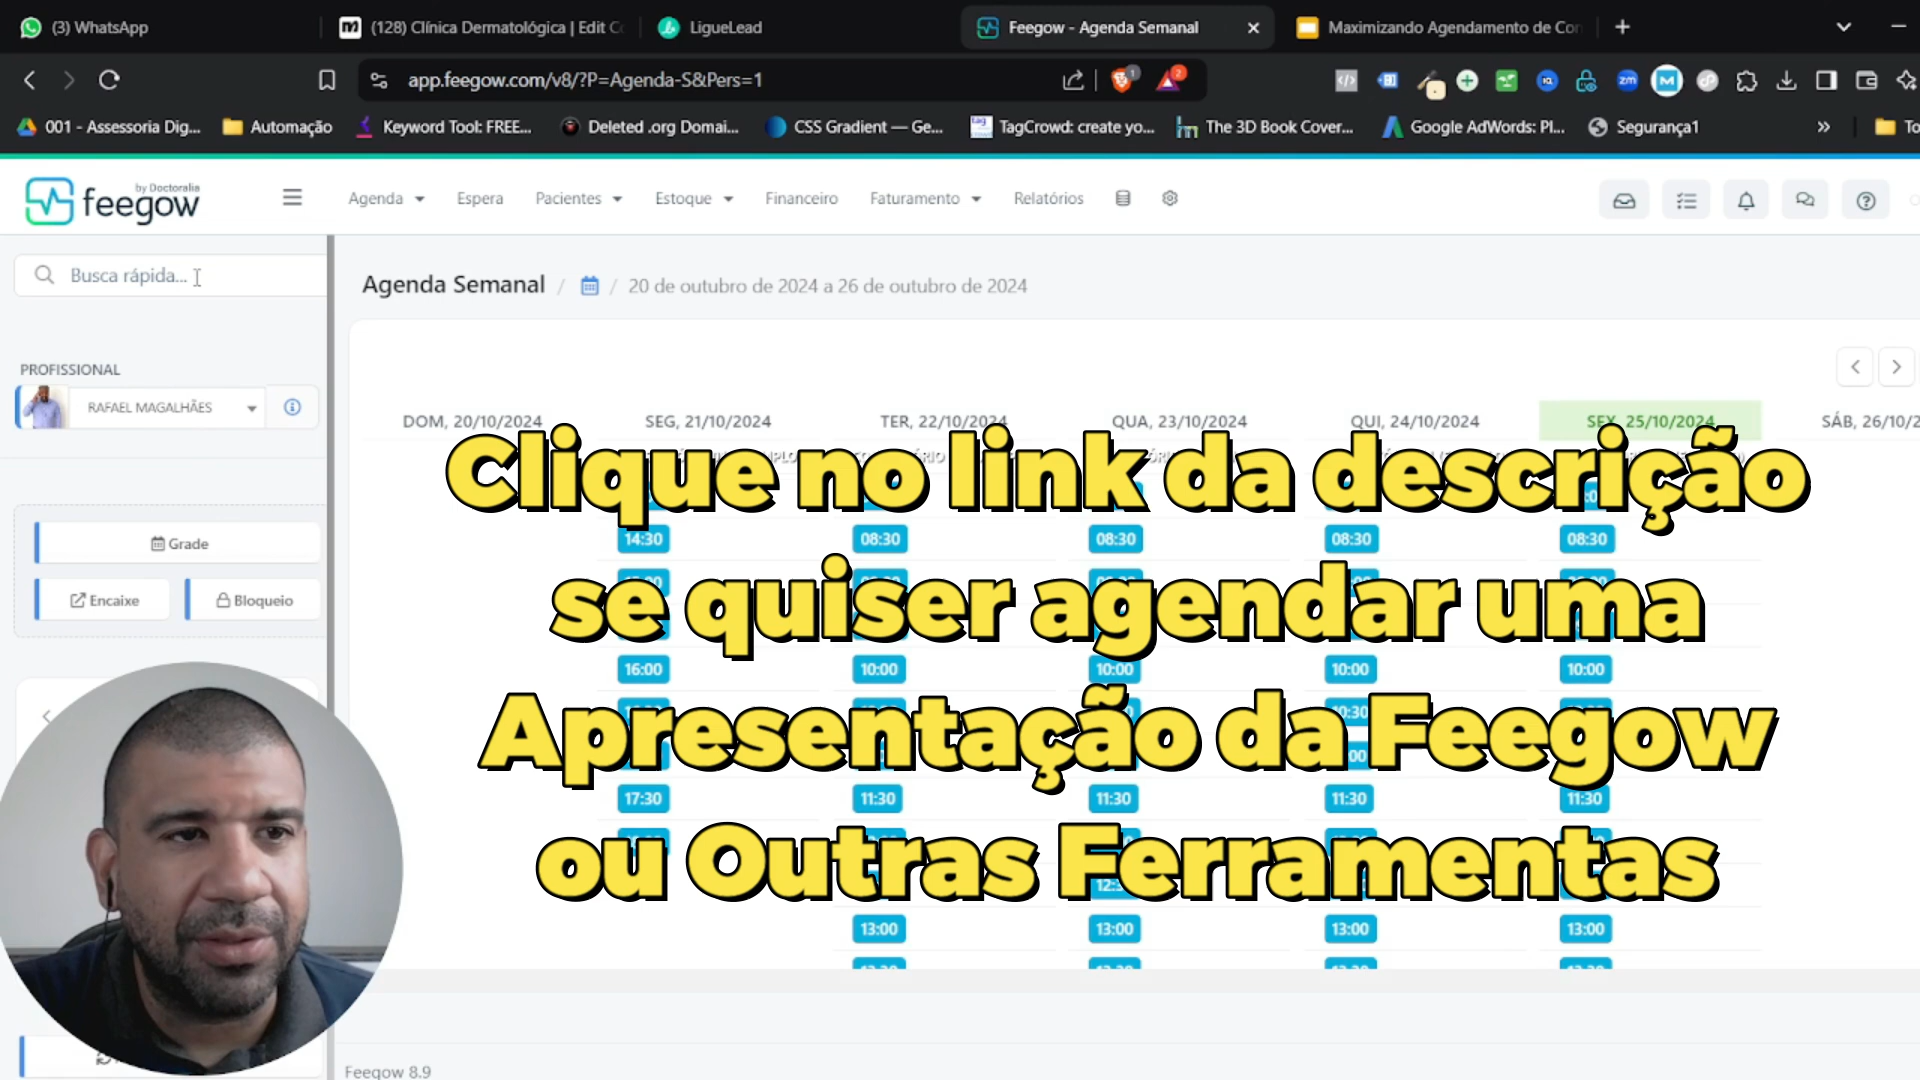 (3) WhatsApp
(128) Clínica Dermatológica | Edit Co
LigueLead
Feegow - Agenda Semanal
Maximizando Agendamento de Con
app.feegow.com/v8/?P=Agenda-S&Pers=1
1
2
001 - Assessoria Dig...
Automação
Keyword Tool: FREE...
Deleted .org Domai...
CSS Gradient — Ge...
TagCrowd: create yo...
The 3D Book Cover...
Google AdWords: Pl...
Segurança1
To
by Doctoralia
feegow
Agenda
Espera
Pacientes
Estoque
Financeiro
Faturamento
Relatórios
Busca rápida...
Agenda Semanal / / 20 de outubro de 2024 a 26 de outubro de 2024
PROFISSIONAL
RAFAEL MAGALHÃES
Grade
Encaixe
Bloqueio
DOM, 20/10/2024
SEG, 21/10/2024
TER, 22/10/2024
QUA, 23/10/2024
QUI, 24/10/2024
SEX, 25/10/2024
SÁB, 26/10/2
Clique no link da descrição
14:30
08:30
08:30
08:30
08:30
se quiser agendar uma
16:00
10:00
10:00
10:00
10:00
Apresentação da Feegow
17:30
11:30
11:30
11:30
11:30
ou Outras Ferramentas
13:00
13:00
13:00
13:00
Feegow 8.9